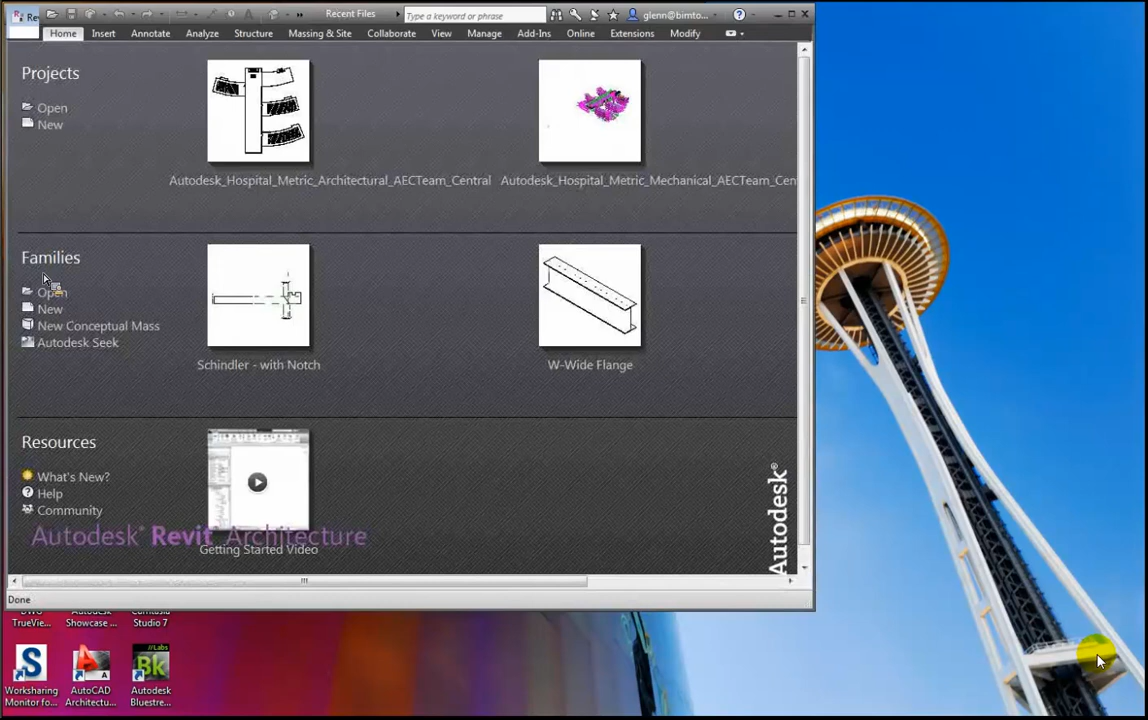 Recent Files
Type a keyword or phrase
glenn@bimto...
Home Insert Annotate Analyze Structure Massing & Site Collaborate View Manage Add-Ins Online Extensions Modify
Projects
Open
New
Autodesk_Hospital_Metric_Architectural_AECTeam_Central
Autodesk_Hospital_Metric_Mechanical_AECTeam_Cen
Families
Open
New
New Conceptual Mass
Autodesk Seek
Schindler - with Notch
W-Wide Flange
Resources
What's New?
Help
Community
Getting Started Video
Autodesk® Revit Architecture
Autodesk®
Done
TrueVie...
Autodesk
Showcase ...
Studio 7
Worksharing
Monitor fo...
AutoCAD
Architectu...
//Labs
Bk
Autodesk
Bluestre...